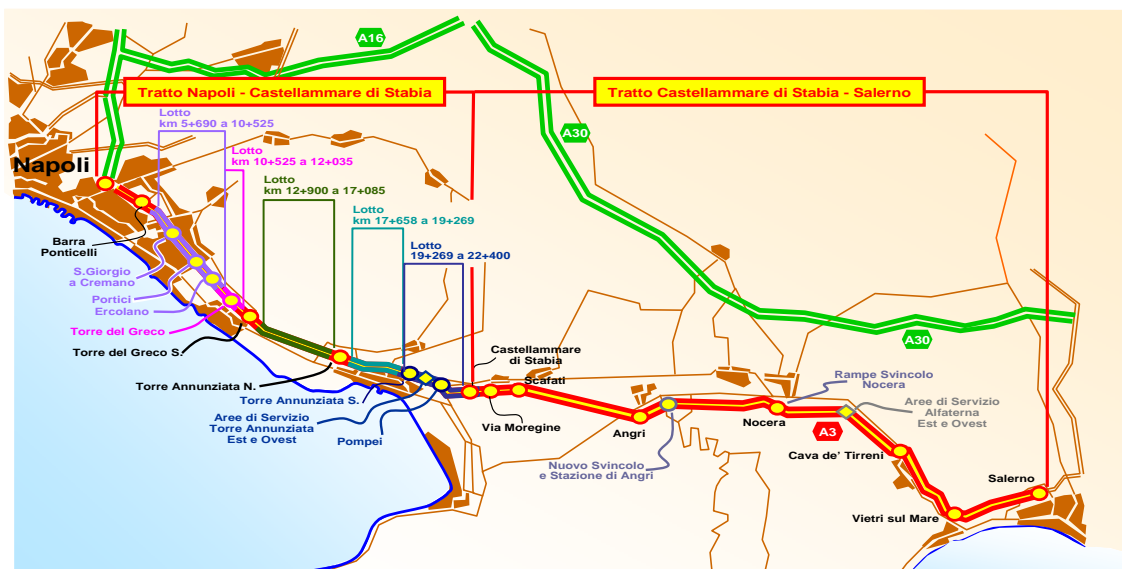 A16
Tratto Napoli - Castellammare di Stabia
Tratto Castellammare di Stabia - Salerno
Lotto
km 5+690 a 10+525
A30
Lotto
km 10+525 a 12+035
Napoli
Lotto
km 12+900 a 17+085
Lotto
km 17+658 a 19+269
Lotto
19+269 a 22+400
Barra
Ponticelli
S.Giorgio
a Cremano
Portici
Ercolano
Torre del Greco
Torre del Greco S.
Torre Annunziata N.
Torre Annunziata S.
Aree di Servizio
Torre Annunziata
Est e Ovest
Pompei
Castellammare
di Stabia
Scafati
Via Moregine
A30
Rampe Svincolo
Nocera
Aree di Servizio
Alfaterna
Est e Ovest
Angri
Nocera
A3
Cava de' Tirreni
Nuovo Svincolo
e Stazione di Angri
Salerno
Vietri sul Mare